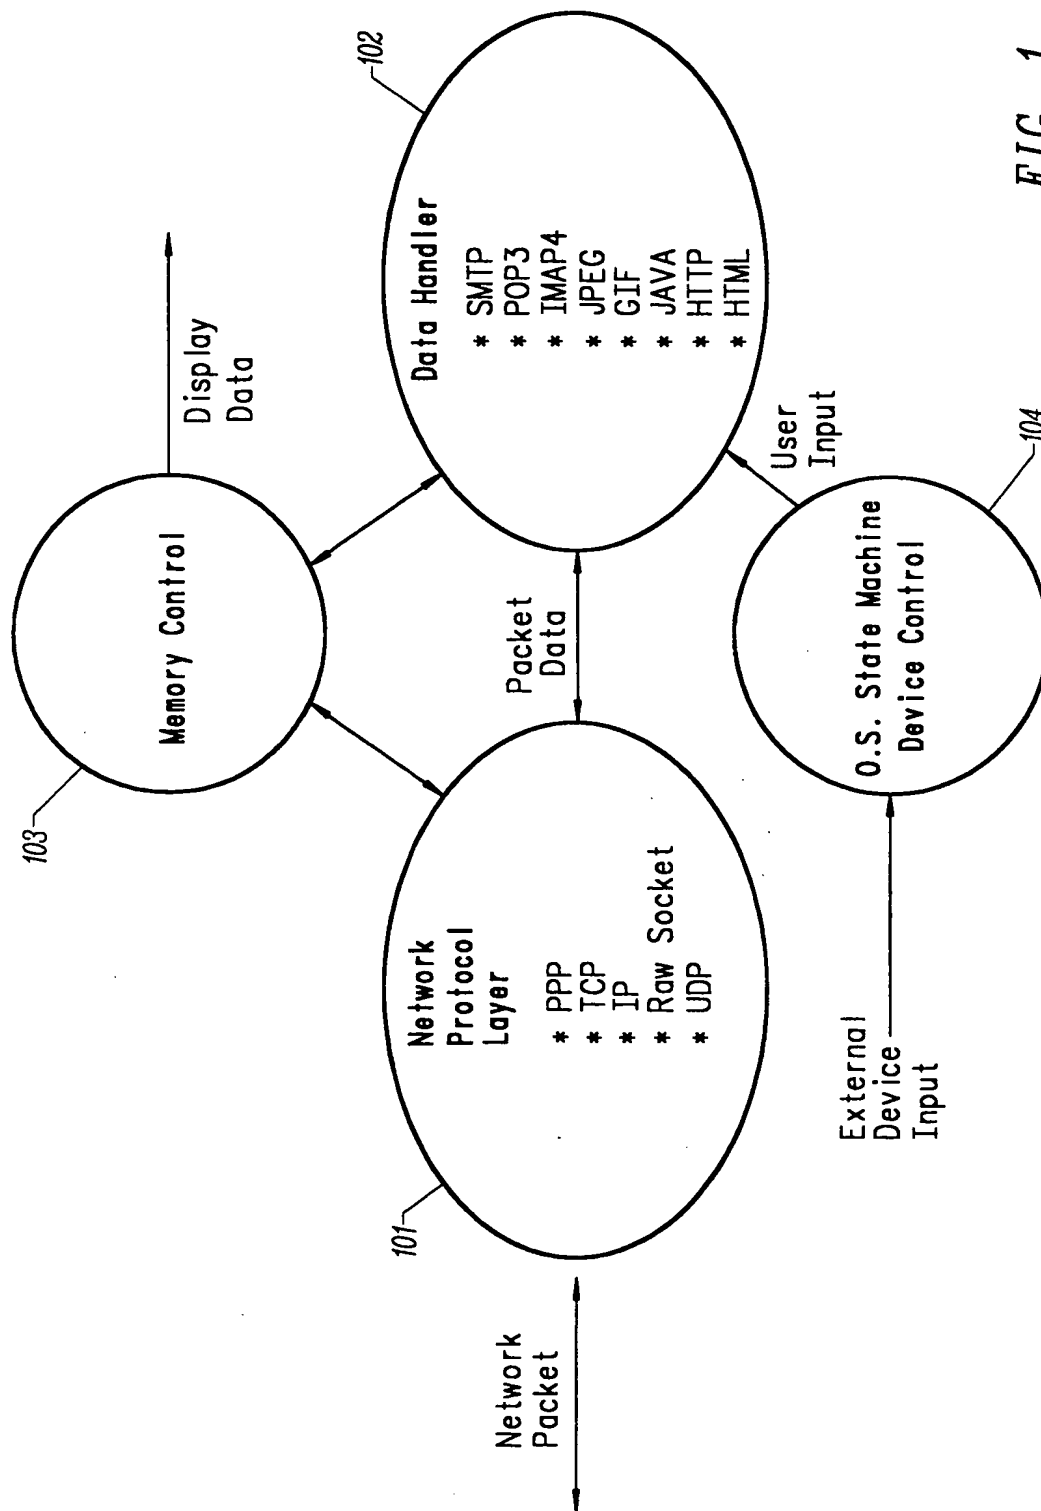 103
Memory Control
Display
Data
102
Network
Protocol
Layer
* PPP
* TCP
* IP
* Raw Socket
* UDP
101
Network
Packet
Packet
Data
Data Handler
* SMTP
* POP3
* IMAP4
* JPEG
* GIF
* JAVA
* HTTP
* HTML
User
Input
External
Device
Input
O.S. State Machine
Device Control
104
FIG. 1